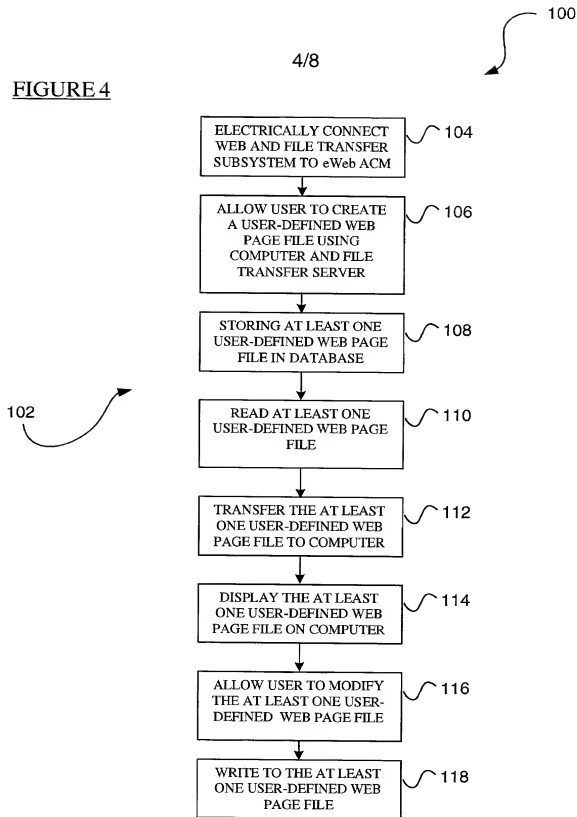 100
4/8
FIGURE 4
ELECTRICALLY CONNECT
WEB AND FILE TRANSFER
SUBSYSTEM TO eWeb ACM
104
ALLOW USER TO CREATE
A USER-DEFINED WEB
PAGE FILE USING
COMPUTER AND FILE
TRANSFER SERVER
106
STORING AT LEAST ONE
USER-DEFINED WEB PAGE
FILE IN DATABASE
108
102
READ AT LEAST ONE
USER-DEFINED WEB PAGE
FILE
110
TRANSFER THE AT LEAST
ONE USER-DEFINED WEB
PAGE FILE TO COMPUTER
112
DISPLAY THE AT LEAST
ONE USER-DEFINED WEB
PAGE FILE ON COMPUTER
114
ALLOW USER TO MODIFY
THE AT LEAST ONE USER-
DEFINED WEB PAGE FILE
116
WRITE TO THE AT LEAST
ONE USER-DEFINED WEB
PAGE FILE
118